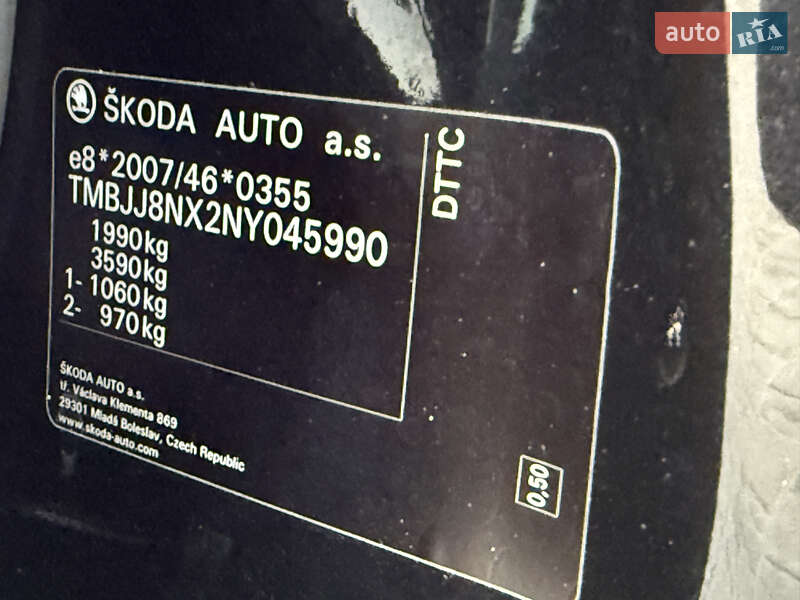 auto RIA .com
ŠKODA AUTO a.s.
e8*2007/46*0355
TMBJJ8NX2NY045990
1990kg
3590kg
1- 1060kg
2- 970kg
DTTC
ŠKODA AUTO a.s.
tř. Václava Klementa 869
29301 Mladá Boleslav, Czech Republic
www.skoda-auto.com
0,50